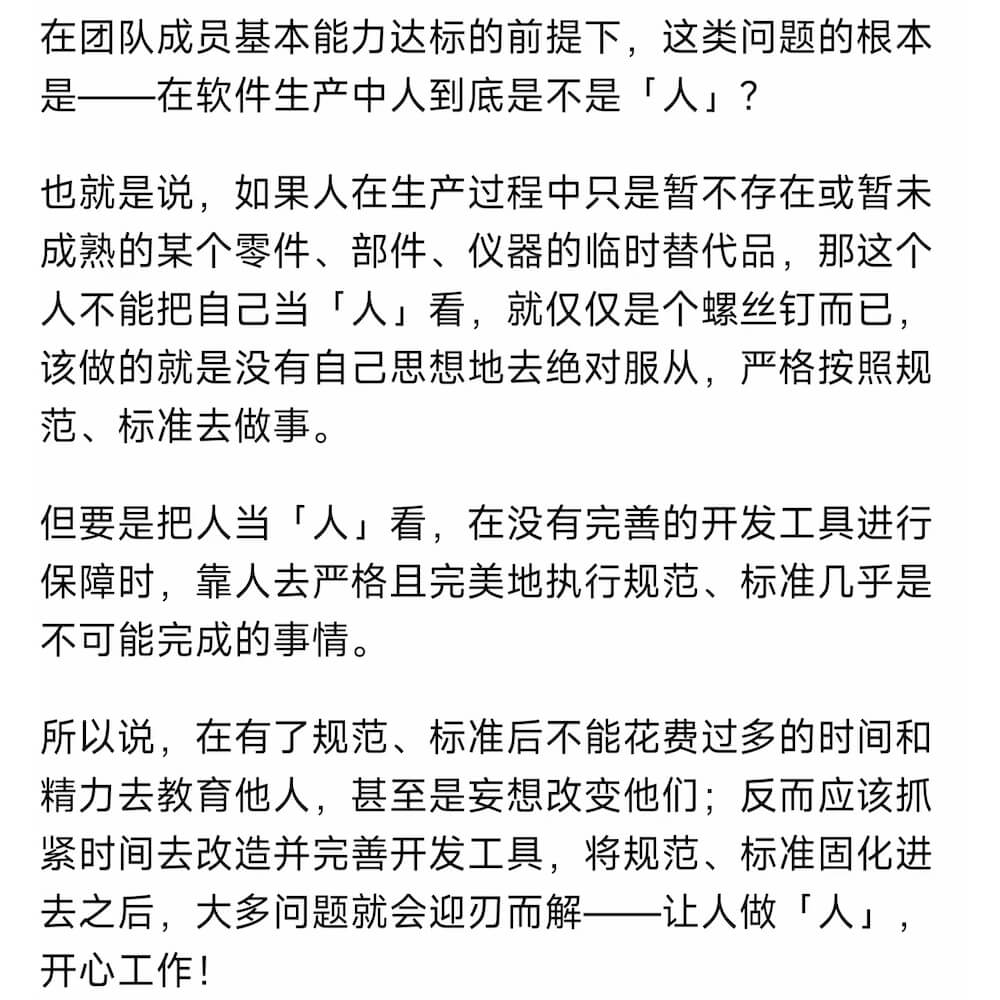 在团队成员基本能力达标的前提下，这类问题的根本
是——在软件生产中人到底是不是「人」？
也就是说，如果人在生产过程中只是暂不存在或暂未
成熟的某个零件、部件、仪器的临时替代品，那这个
人不能把自己当「人」看，就仅仅是个螺丝钉而已，
该做的就是没有自己思想地去绝对服从，严格按照规
范、标准去做事。
但要是把人当「人」看，在没有完善的开发工具进行
保障时，靠人去严格且完美地执行规范、标准几乎是
不可能完成的事情。
所以说，在有了规范、标准后不能花费过多的时间和
精力去教育他人，甚至是妄想改变他们；反而应该抓
紧时间去改造并完善开发工具，将规范、标准固化进
去之后，大多问题就会迎刃而解——让人做「人」，
开心工作！